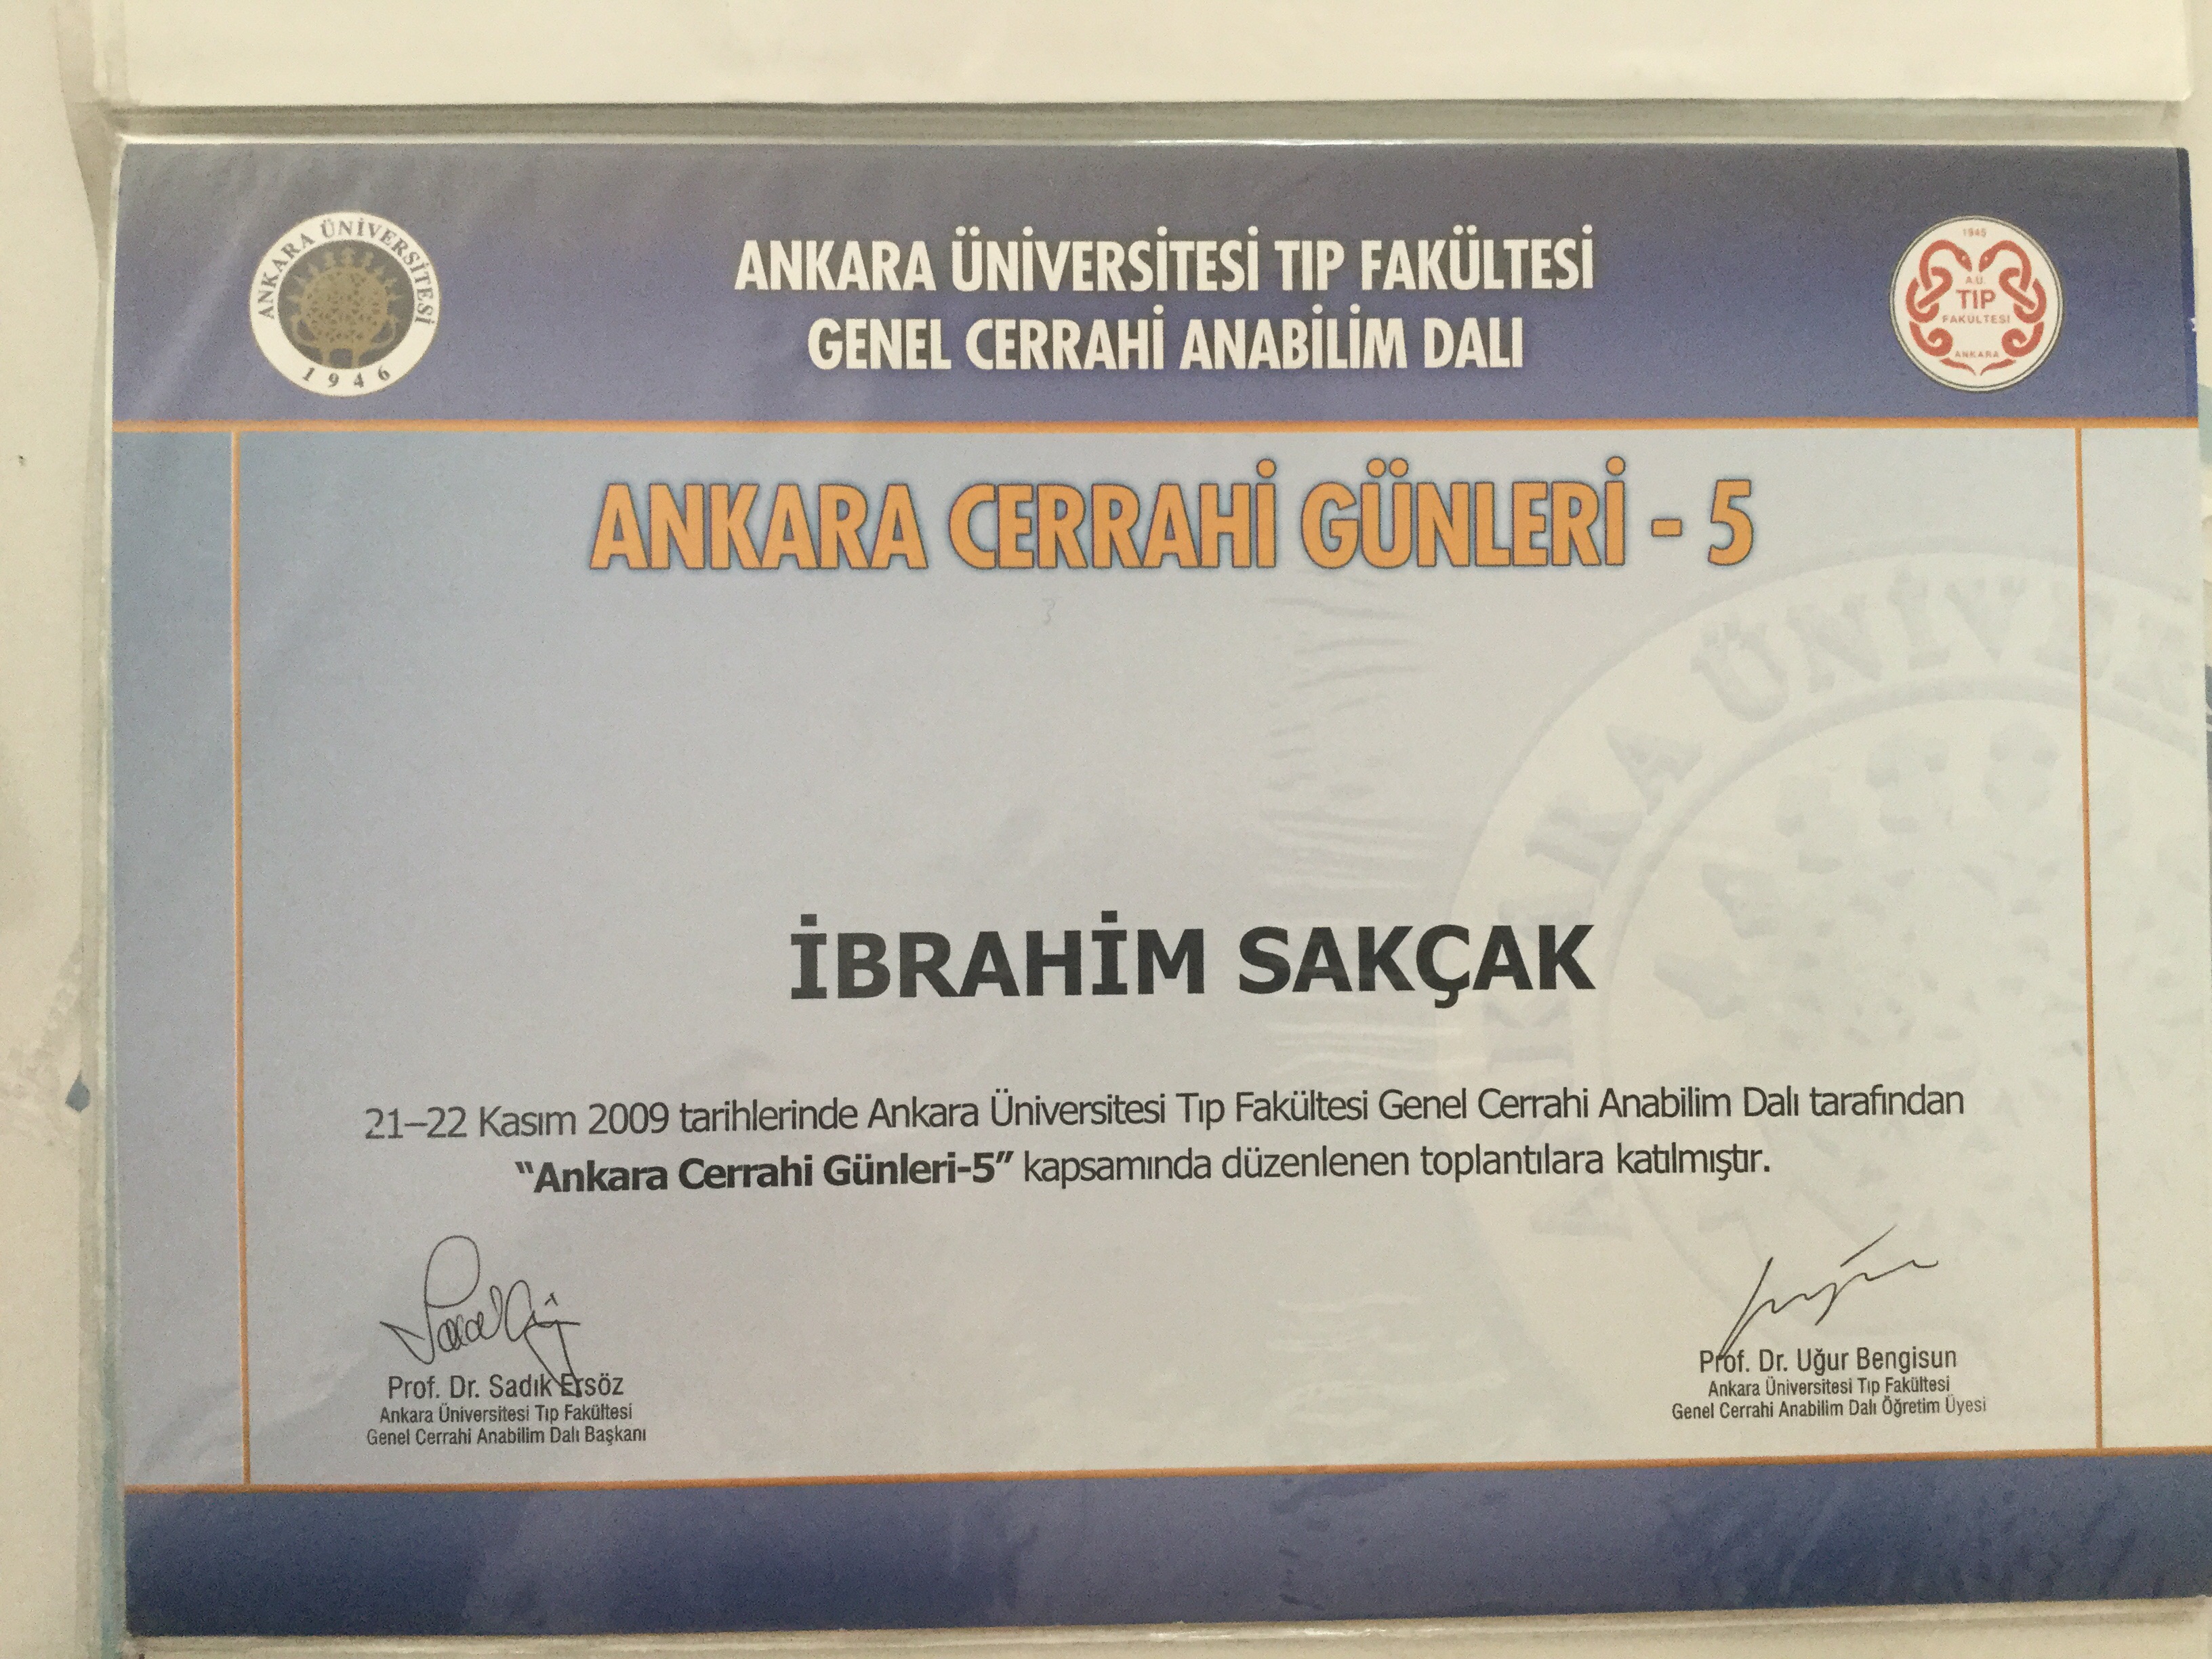 ANKARA ÜNİVERSİTESİ
1946
ANKARA ÜNİVERSİTESİ TIP FAKÜLTESİ
GENEL CERRAHİ ANABİLİM DALI
1945
A.Ü.
TIP
FAKÜLTESİ
ANKARA
ANKARA CERRAHİ GÜNLERİ - 5
İBRAHİM SAKÇAK
21–22 Kasım 2009 tarihlerinde Ankara Üniversitesi Tıp Fakültesi Genel Cerrahi Anabilim Dalı tarafından
“Ankara Cerrahi Günleri-5” kapsamında düzenlenen toplantılara katılmıştır.
Prof. Dr. Sadık Ersöz
Ankara Üniversitesi Tıp Fakültesi
Genel Cerrahi Anabilim Dalı Başkanı
Prof. Dr. Uğur Bengisun
Ankara Üniversitesi Tıp Fakültesi
Genel Cerrahi Anabilim Dalı Öğretim Üyesi